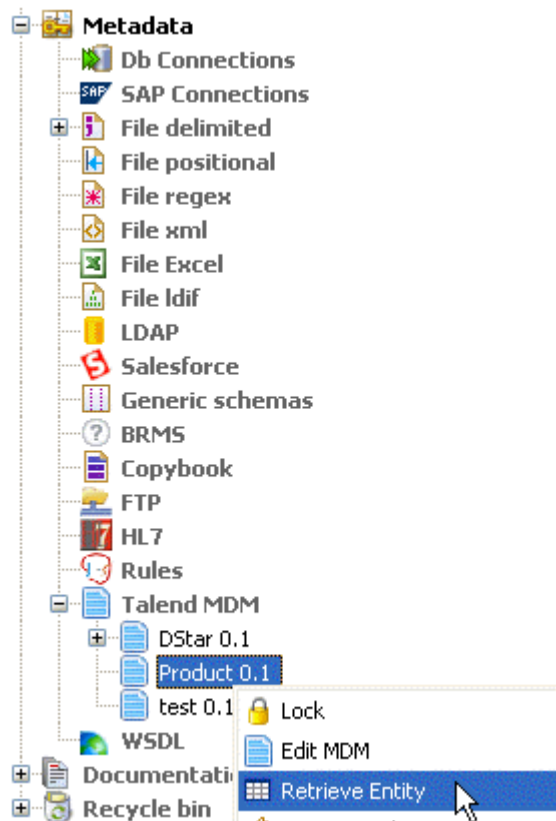 Metadata
Db Connections
SAP SAP Connections
File delimited
File positional
File regex
File xml
File Excel
File ldif
LDAP
Salesforce
Generic schemas
BRMS
Copybook
FTP
HL7
Rules
Talend MDM
DStar 0.1
Product 0.1
test 0.1
Lock
WSDL
Edit MDM
Documentati
Retrieve Entity
Recycle bin